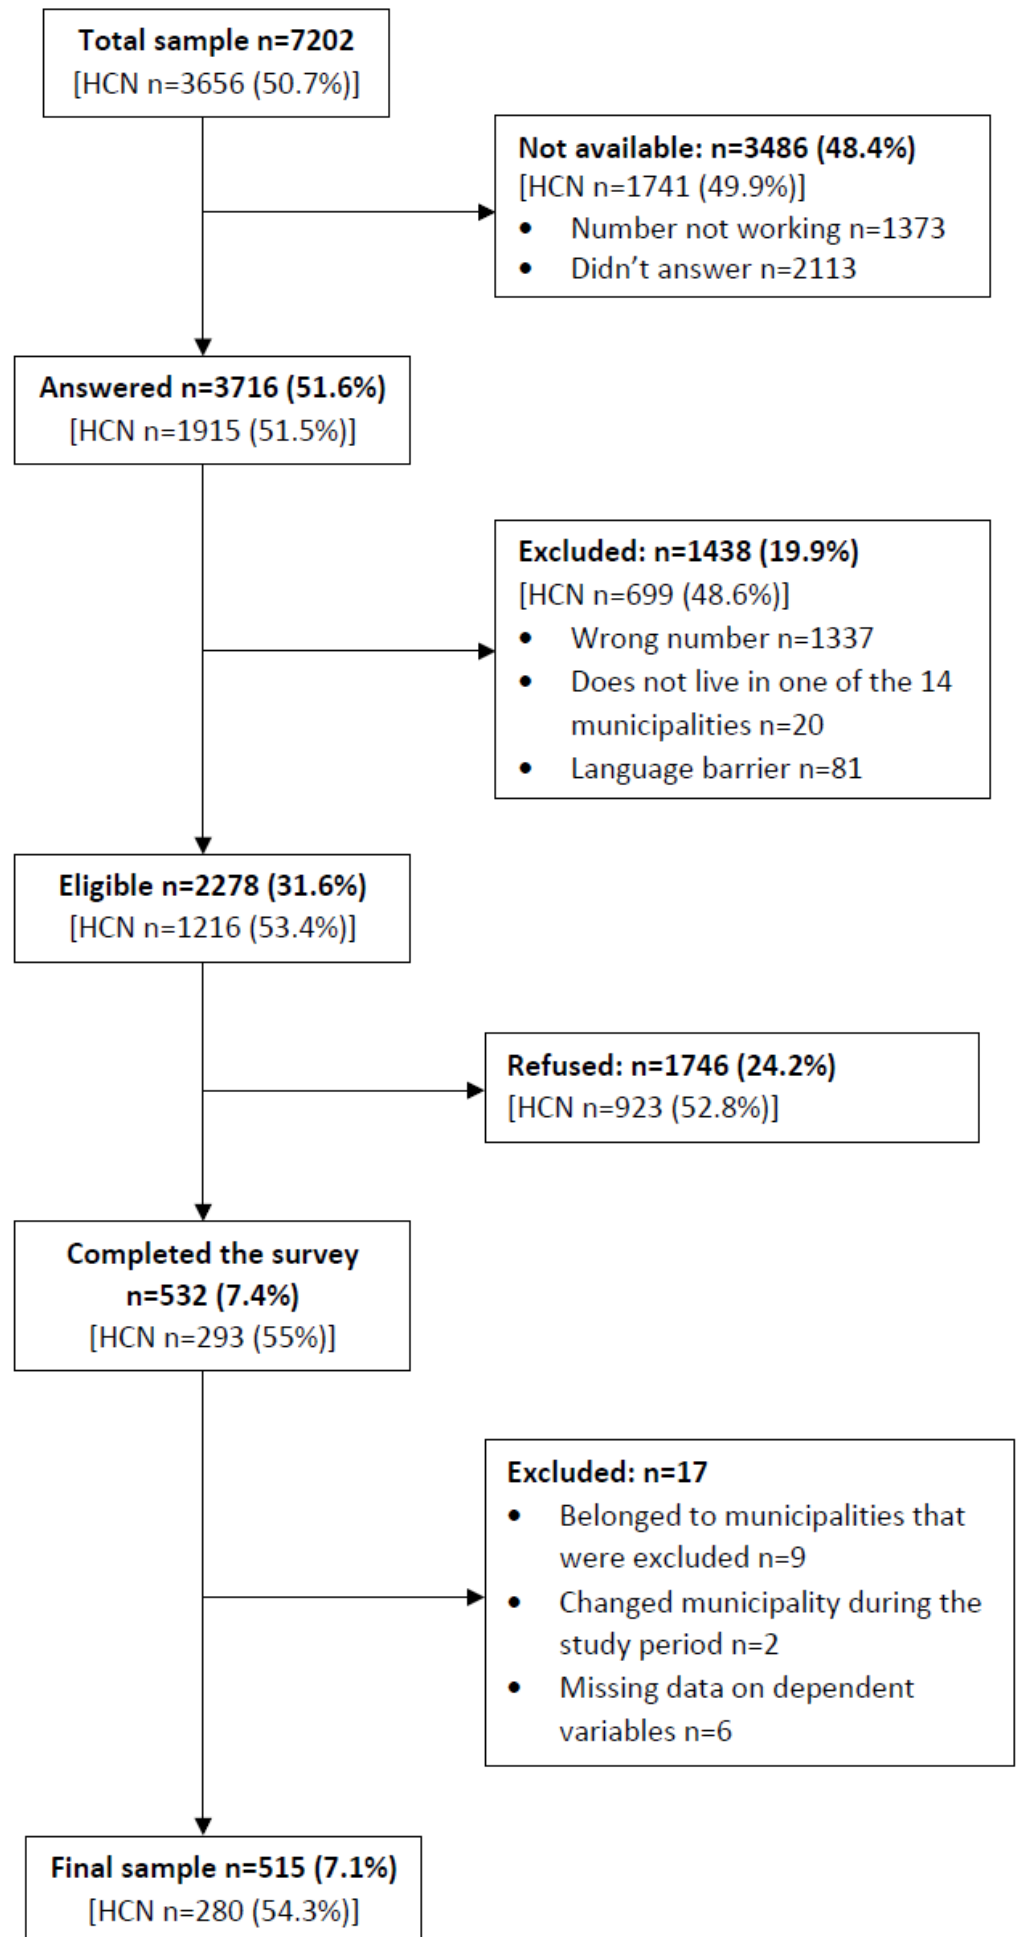 Total sample n=7202
[HCN n=3656 (50.7%)]
Not available: n=3486 (48.4%)
[HCN n=1741 (49.9%)]
• Number not working n=1373
• Didn’t answer n=2113
Answered n=3716 (51.6%)
[HCN n=1915 (51.5%)]
Excluded: n=1438 (19.9%)
[HCN n=699 (48.6%)]
• Wrong number n=1337
• Does not live in one of the 14
municipalities n=20
• Language barrier n=81
Eligible n=2278 (31.6%)
[HCN n=1216 (53.4%)]
Refused: n=1746 (24.2%)
[HCN n=923 (52.8%)]
Completed the survey
n=532 (7.4%)
[HCN n=293 (55%)]
Excluded: n=17
• Belonged to municipalities that
were excluded n=9
• Changed municipality during the
study period n=2
• Missing data on dependent
variables n=6
Final sample n=515 (7.1%)
[HCN n=280 (54.3%)]